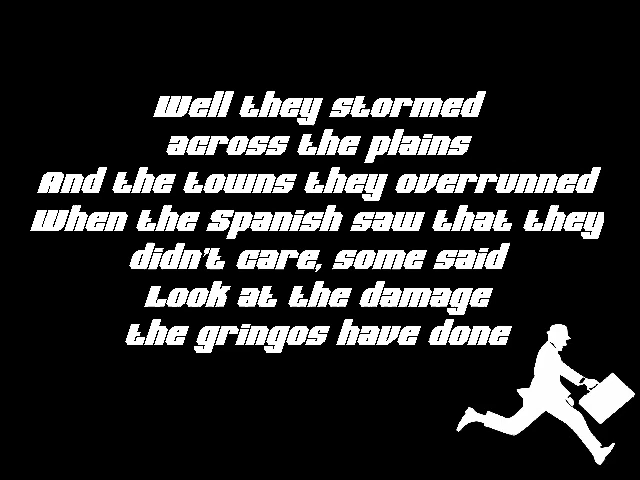 Well they stormed
across the plains
And the towns they overrunned
When the Spanish saw that they
didn't care, some said
Look at the damage
the gringos have done